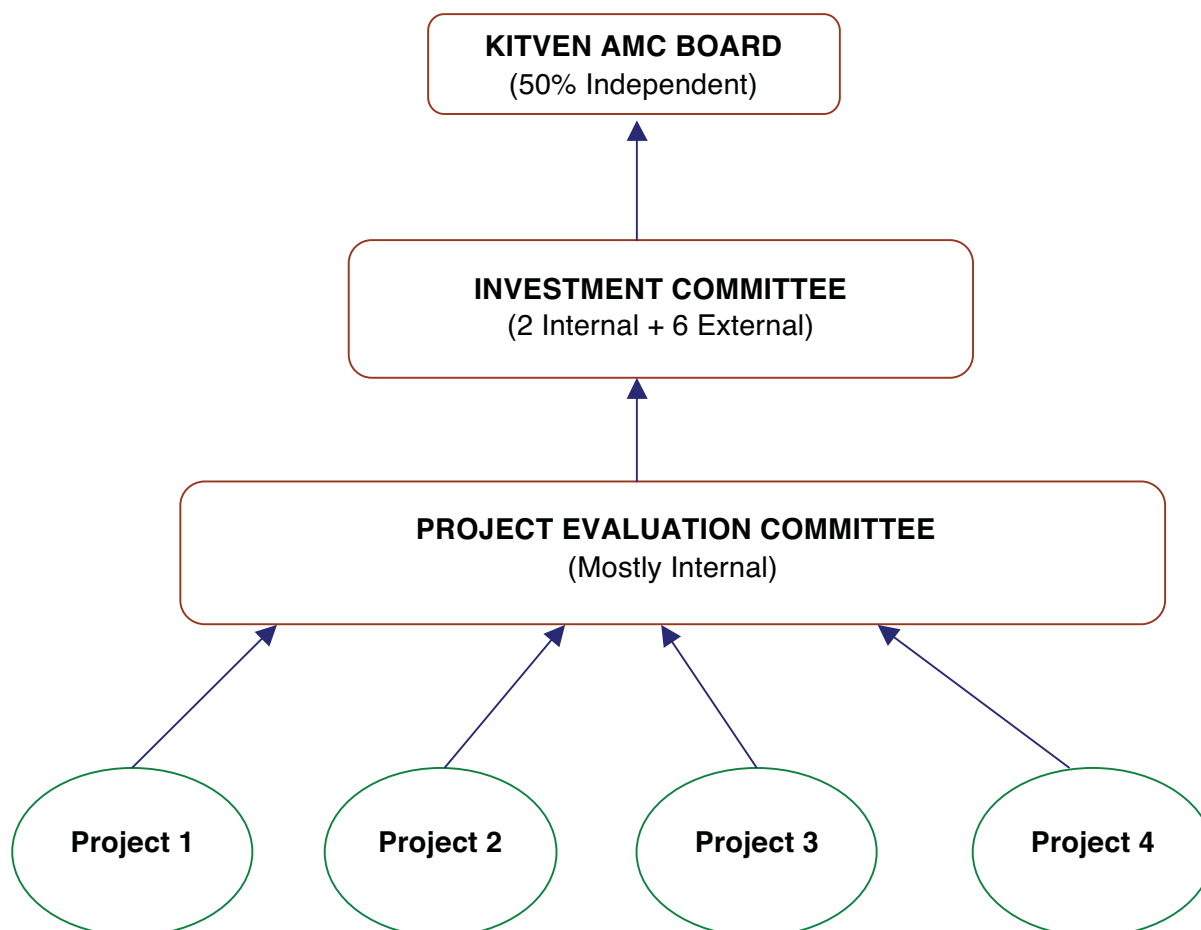 KITVEN AMC BOARD
(50% Independent)
INVESTMENT COMMITTEE
(2 Internal + 6 External)
PROJECT EVALUATION COMMITTEE
(Mostly Internal)
Project 1
Project 2
Project 3
Project 4